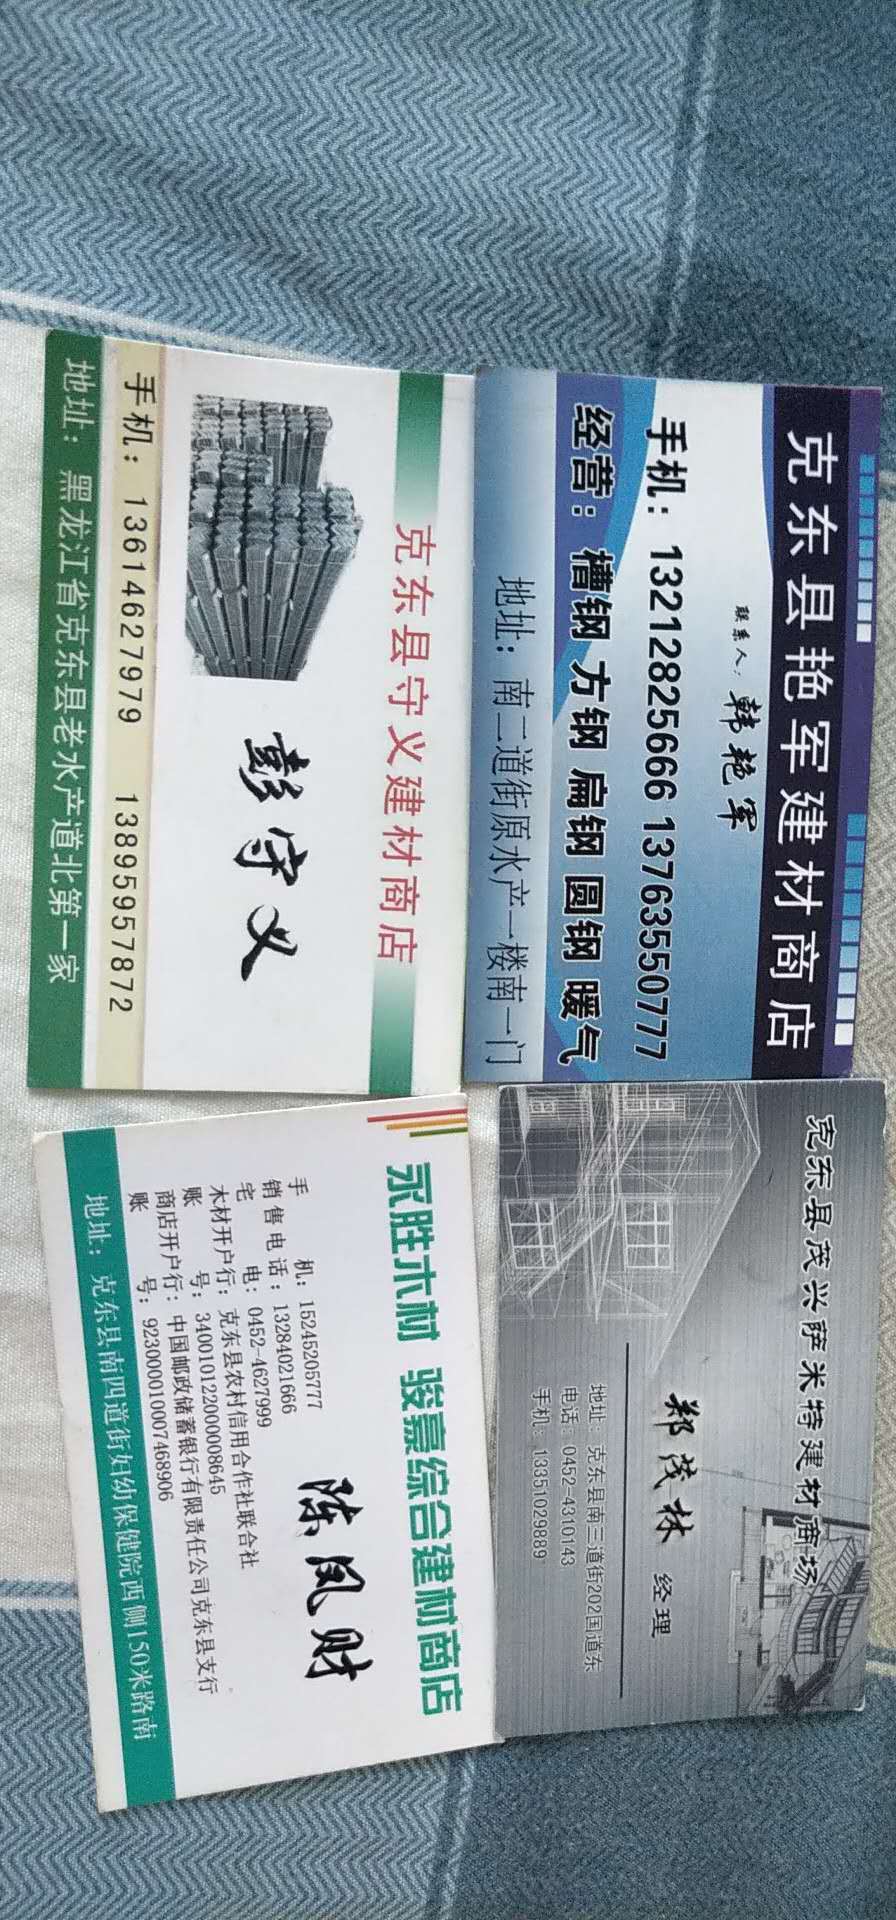 克东县艳军建材商店
联系人：韩艳军
手机：13212825666 13763550777
经营：槽钢 方钢 扁钢 圆钢 暖气
地址：南二道街原水产一楼南一门
克东县茂兴萨米特建材商场
郑茂林 经理
地址：克东县南三道街202国道东
电话：0452-4310143
手机：13351029889
克东县守义建材商店
彭守义
手机：13614627979 13895957872
地址：黑龙江省克东县老水产道北第一家
永胜木材 骏嘉综合建材商店
陈凤财
手机：15245205777
销售电话：13284021666
宅电：0452-4627999
木材开户行：克东县农村信用合作社联合社
账号：340010122000008645
商店开户行：中国邮政储蓄银行有限责任公司克东县支行
账号：923000010007468906
地址：克东县南四道街妇幼保健院西侧150米路南